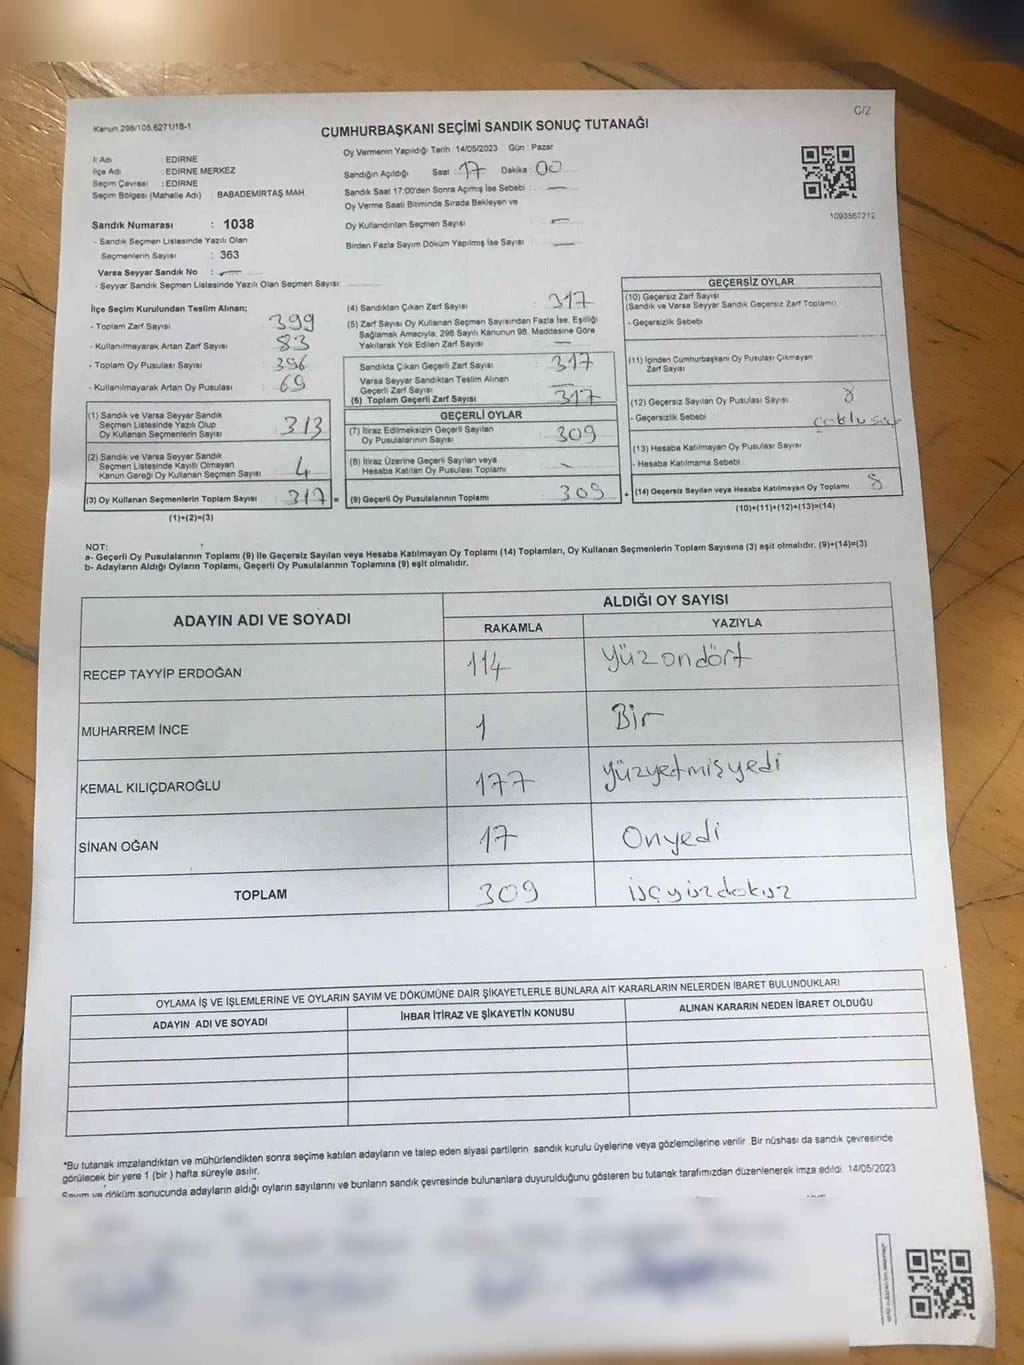 Kanun.298/105,6271/18-1
C/2
CUMHURBAŞKANI SEÇİMİ SANDIK SONUÇ TUTANAĞI
İl Adı : EDİRNE
İlçe Adı : EDİRNE MERKEZ
Seçim Çevresi : EDİRNE
Seçim Bölgesi (Mahalle Adı) : BABADEMİRTAŞ MAH.
Sandık Numarası : 1038
- Sandık Seçmen Listesinde Yazılı Olan
Seçmenlerin Sayısı : 363
Varsa Seyyar Sandık No : —
- Seyyar Sandık Seçmen Listesinde Yazılı Olan Seçmen Sayısı:
Oy Vermenin Yapıldığı Tarih : 14/05/2023 Gün : Pazar
Sandığın Açıldığı Saat : 17 Dakika : 00
Sandık Saat 17:00'den Sonra Açımış İse Sebebi : —
Oy Verme Saati Bitiminde Sırada Bekleyen ve
Oy Kullandırılan Seçmen Sayısı : —
Birden Fazla Sayım Döküm Yapılmış İse Sayısı : —
1093567212
İlçe Seçim Kurulundan Teslim Alınan;
- Toplam Zarf Sayısı : 399
- Kullanılmayarak Artan Zarf Sayısı : 83
- Toplam Oy Pusulası Sayısı : 396
- Kullanılmayarak Artan Oy Pusulası : 69
(1) Sandık ve Varsa Seyyar Sandık
Seçmen Listesinde Yazılı Olup
Oy Kullanan Seçmenlerin Sayısı : 313
(2) Sandık ve Varsa Seyyar Sandık
Seçmen Listesinde Kayıtlı Olmayan
Kanun Gereği Oy Kullanan Seçmen Sayısı : 4
(3) Oy Kullanan Seçmenlerin Toplam Sayısı : 317 =
(1)+(2)=(3)
(4) Sandıktan Çıkan Zarf Sayısı : 317
(5) Zarf Sayısı Oy Kullanan Seçmen Sayısından Fazla İse, Eşitliği
Sağlamak Amacıyla, 298 Sayılı Kanunun 98. Maddesine Göre
Yakılarak Yok Edilen Zarf Sayısı : —
Sandıkta Çıkan Geçerli Zarf Sayısı : 317
Varsa Seyyar Sandıktan Teslim Alınan
Geçerli Zarf Sayısı : —
(6) Toplam Geçerli Zarf Sayısı : 317
GEÇERLİ OYLAR
(7) İtiraz Edilmeksizin Geçerli Sayılan
Oy Pusulalarının Sayısı : 309
(8) İtiraz Üzerine Geçerli Sayılan veya
Hesaba Katılan Oy Pusulası Toplamı : -
(9) Geçerli Oy Pusulalarının Toplamı : 309 +
GEÇERSİZ OYLAR
(10) Geçersiz Zarf Sayısı
(Sandık ve Varsa Seyyar Sandık Geçersiz Zarf Toplamı) :
- Geçersizlik Sebebi :
(11) İçinden Cumhurbaşkanı Oy Pusulası Çıkmayan
Zarf Sayısı :
(12) Geçersiz Sayılan Oy Pusulası Sayısı : 8
- Geçersizlik Sebebi :
(13) Hesaba Katılmayan Oy Pusulası Sayısı :
- Hesaba Katılmama Sebebi :
(14) Geçersiz Sayılan veya Hesaba Katılmayan Oy Toplamı : 8
(10)+(11)+(12)+(13)=(14)
NOT:
a- Geçerli Oy Pusulalarının Toplamı (9) ile Geçersiz Sayılan veya Hesaba Katılmayan Oy Toplamı (14) Toplamları, Oy Kullanan Seçmenlerin Toplam Sayısına (3) eşit olmalıdır. (9)+(14)=(3)
b- Adayların Aldığı Oyların Toplamı, Geçerli Oy Pusulalarının Toplamına (9) eşit olmalıdır.
ADAYIN ADI VE SOYADI
ALDIĞI OY SAYISI
RAKAMLA YAZIYLA
RECEP TAYYİP ERDOĞAN 114 yüzondört
MUHARREM İNCE 1 Bir
KEMAL KILIÇDAROĞLU 177 yüzyetmişyedi
SİNAN OĞAN 17 Onyedi
TOPLAM 309 üçyüzdokuz
OYLAMA İŞ VE İŞLEMLERİNE VE OYLARIN SAYIM VE DÖKÜMÜNE DAİR ŞİKAYETLERLE BUNLARA AİT KARARLARIN NELERDEN İBARET BULUNDUKLARI
ADAYIN ADI VE SOYADI İHBAR İTİRAZ VE ŞİKAYETİN KONUSU ALINAN KARARIN NEDEN İBARET OLDUĞU
*Bu tutanak imzalandıktan ve mühürlendikten sonra seçime katılan adayların ve talep eden siyasi partilerin sandık kurulu üyelerine veya gözlemcilerine verilir. Bir nüshası da sandık çevresinde
görülecek bir yere 1 (bir ) hafta süreyle asılır.
Sayım ve döküm sonucunda adayların aldığı oyların sayılarını ve bunların sandık çevresinde bulunanlara duyurulduğunu gösteren bu tutanak tarafımızdan düzenlenerek imza edildi. 14/05/2023